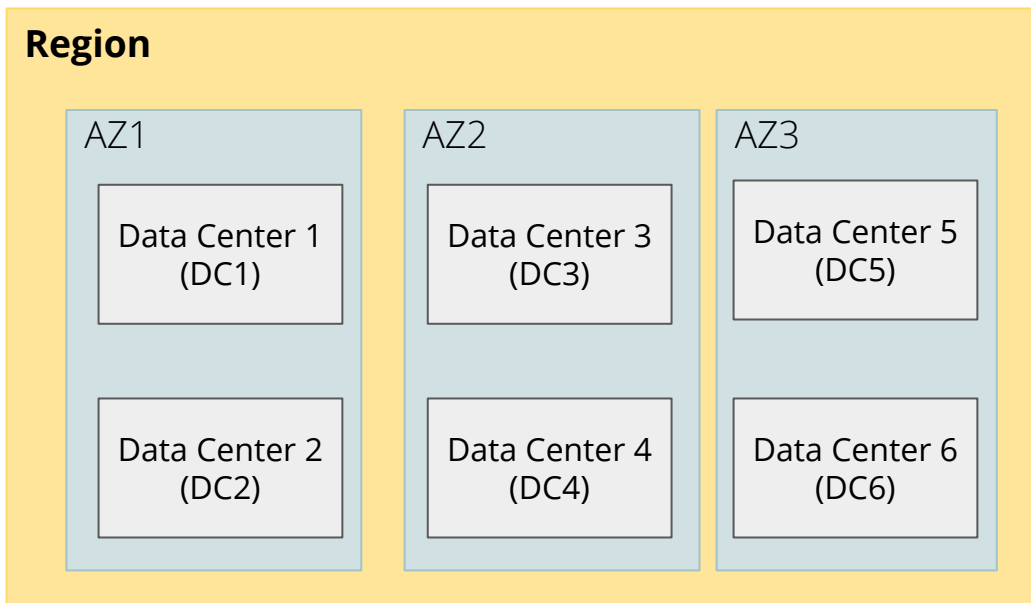 Region
AZ1
AZ2
AZ3
Data Center 1
(DC1)
Data Center 3
(DC3)
Data Center 5
(DC5)
Data Center 2
(DC2)
Data Center 4
(DC4)
Data Center 6
(DC6)